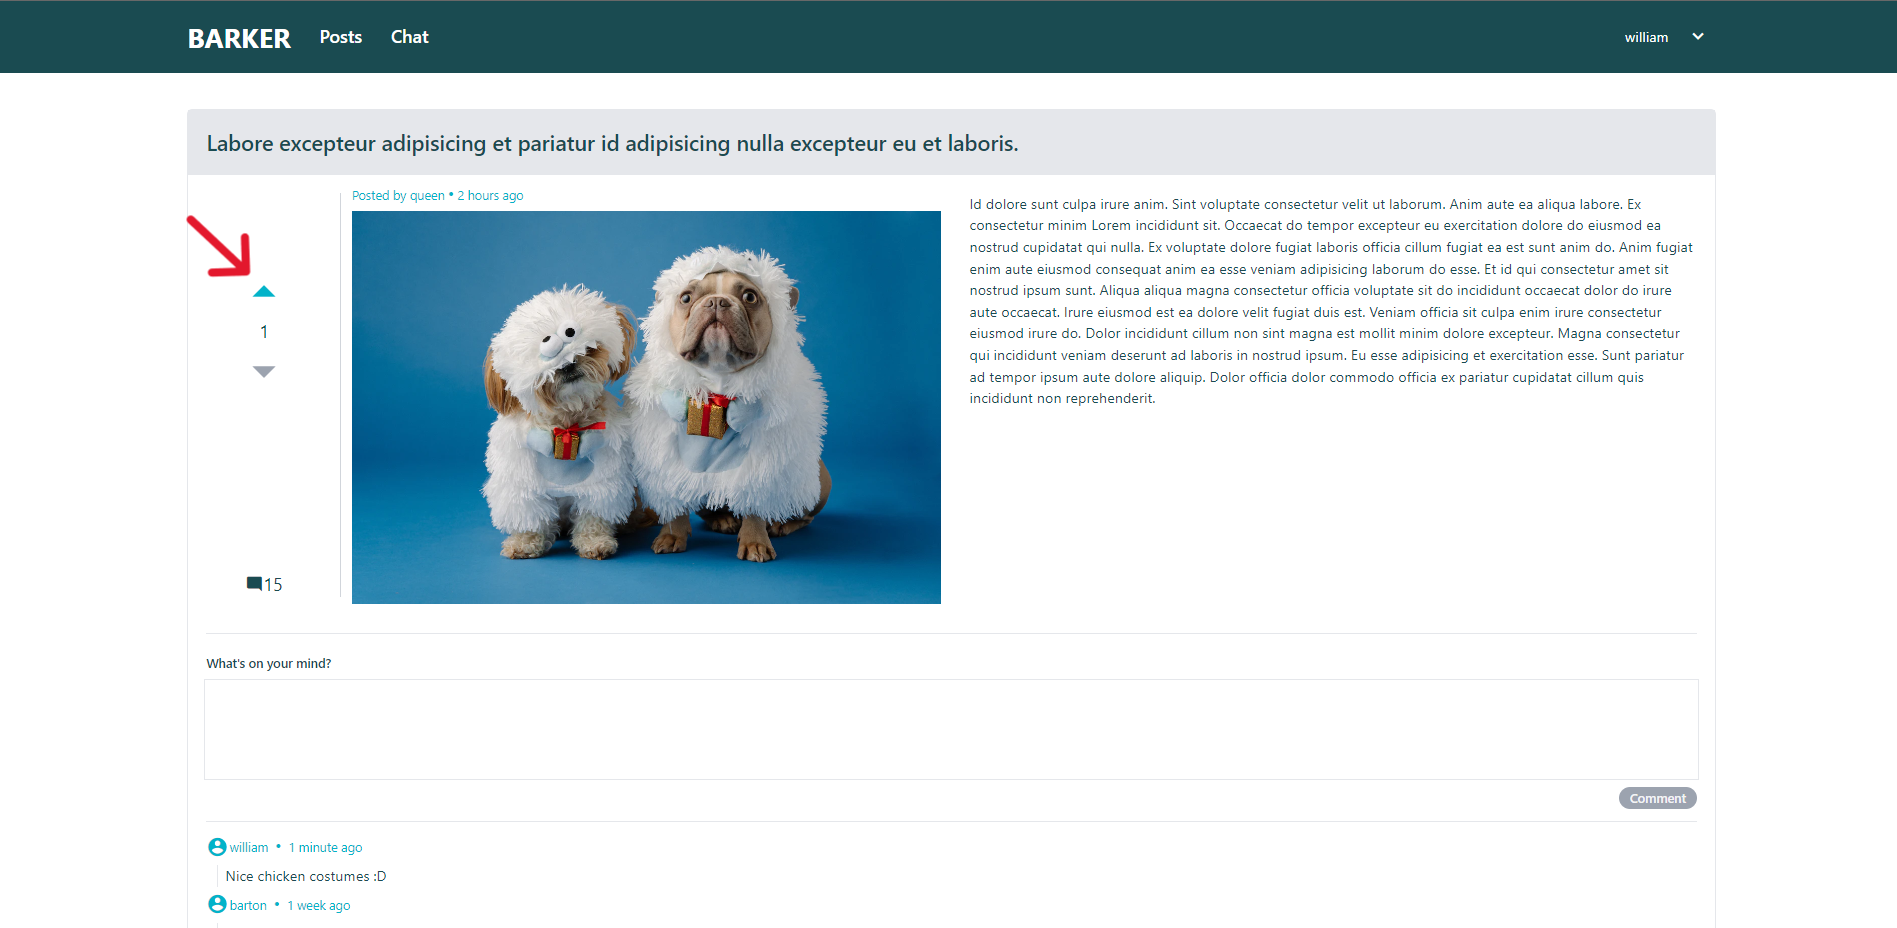 BARKER Posts Chat william
Labore excepteur adipisicing et pariatur id adipisicing nulla excepteur eu et laboris.
Posted by queen • 2 hours ago
1
15
Id dolore sunt culpa irure anim. Sint voluptate consectetur velit ut laborum. Anim aute ea aliqua labore. Ex
consectetur minim Lorem incididunt sit. Occaecat do tempor excepteur eu exercitation dolore do eiusmod ea
nostrud cupidatat qui nulla. Ex voluptate dolore fugiat laboris officia cillum fugiat ea est sunt anim do. Anim fugiat
enim aute eiusmod consequat anim ea esse veniam adipisicing laborum do esse. Et id qui consectetur amet sit
nostrud ipsum sunt. Aliqua aliqua magna consectetur officia voluptate sit do incididunt occaecat dolor do irure
aute occaecat. Irure eiusmod est ea dolore velit fugiat duis est. Veniam officia sit culpa enim irure consectetur
eiusmod irure do. Dolor incididunt cillum non sint magna est mollit minim dolore excepteur. Magna consectetur
qui incididunt veniam deserunt ad laboris in nostrud ipsum. Eu esse adipisicing et exercitation esse. Sunt pariatur
ad tempor ipsum aute dolore aliquip. Dolor officia dolor commodo officia ex pariatur cupidatat cillum quis
incididunt non reprehenderit.
What's on your mind?
Comment
william • 1 minute ago
Nice chicken costumes :D
barton • 1 week ago